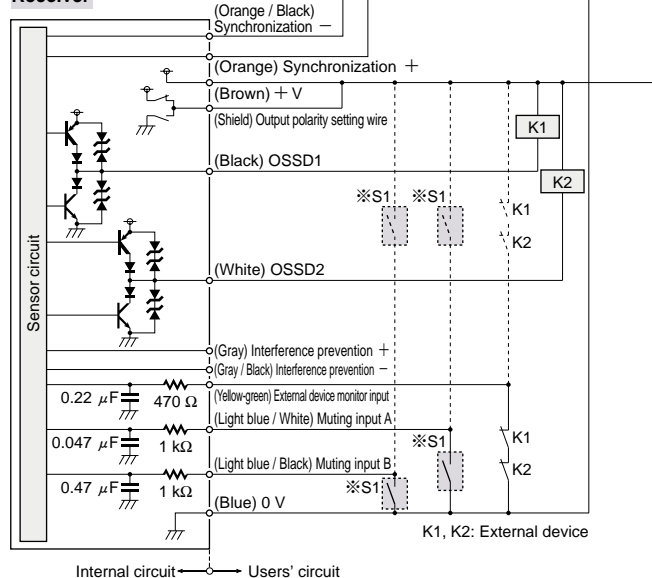 Receiver
(Orange / Black)
Synchronization －
(Orange) Synchronization ＋
(Brown) ＋V
(Shield) Output polarity setting wire
K1
(Black) OSSD1
K2
※S1
※S1
K1
K2
(White) OSSD2
Sensor circuit
(Gray) Interference prevention ＋
(Gray / Black) Interference prevention －
0.22 μF
470 Ω
(Yellow-green) External device monitor input
(Light blue / White) Muting input A
0.047 μF
1 kΩ
※S1
K1
K2
(Light blue / Black) Muting input B
0.47 μF
1 kΩ
※S1
(Blue) 0 V
K1, K2: External device
Internal circuit
Users' circuit